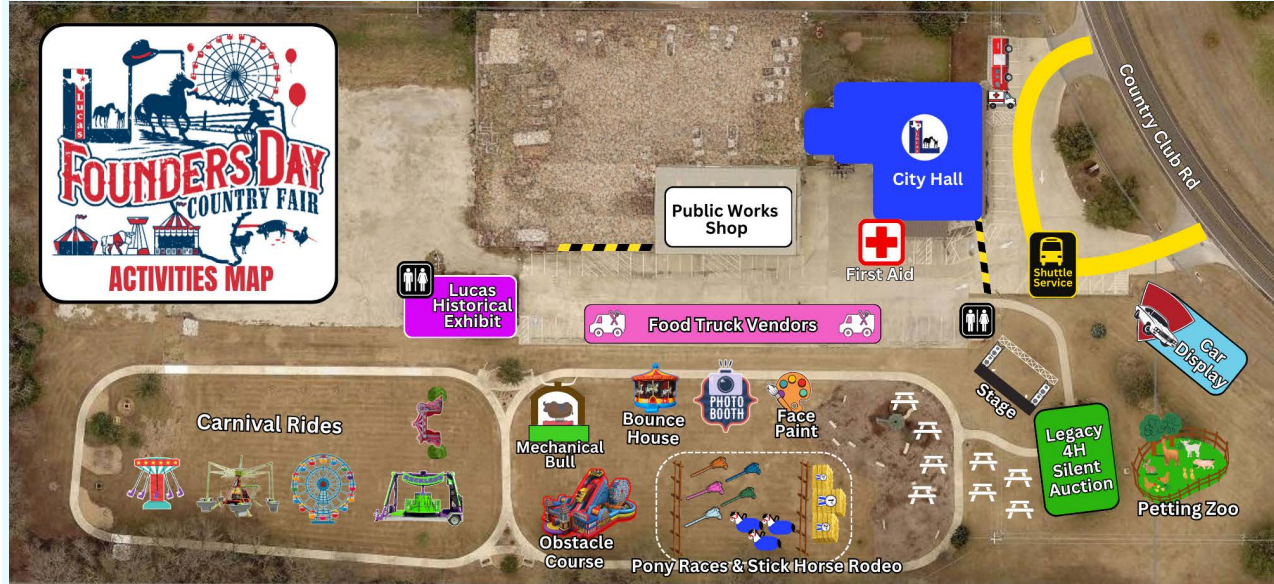 Lucas
FOUNDERS DAY
COUNTRY FAIR
ACTIVITIES MAP
Country Club Rd
City Hall
Public Works
Shop
First Aid
Shuttle
Service
Lucas
Historical
Exhibit
Food Truck Vendors
Car
Display
Stage
Carnival Rides
Mechanical
Bull
Bounce
House
PHOTO
BOOTH
Face
Paint
Legacy
4H
Silent
Auction
Petting Zoo
Obstacle
Course
Pony Races & Stick Horse Rodeo